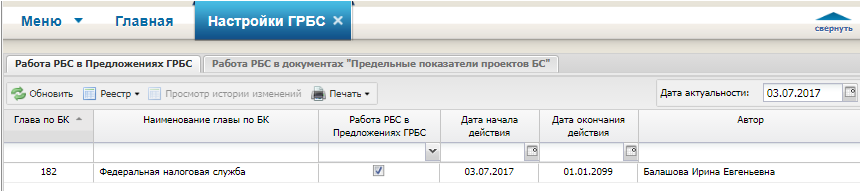 Меню Главная Настройки ГРБС
свернуть
Работа РБС в Предложениях ГРБС Работа РБС в документах "Предельные показатели проектов БС"
Обновить Реестр Просмотр истории изменений Печать Дата актуальности: 03.07.2017
Глава по БК Наименование главы по БК Работа РБС в Предложениях ГРБС Дата начала действия Дата окончания действия Автор
182 Федеральная налоговая служба 03.07.2017 01.01.2099 Балашова Ирина Евгеньевна